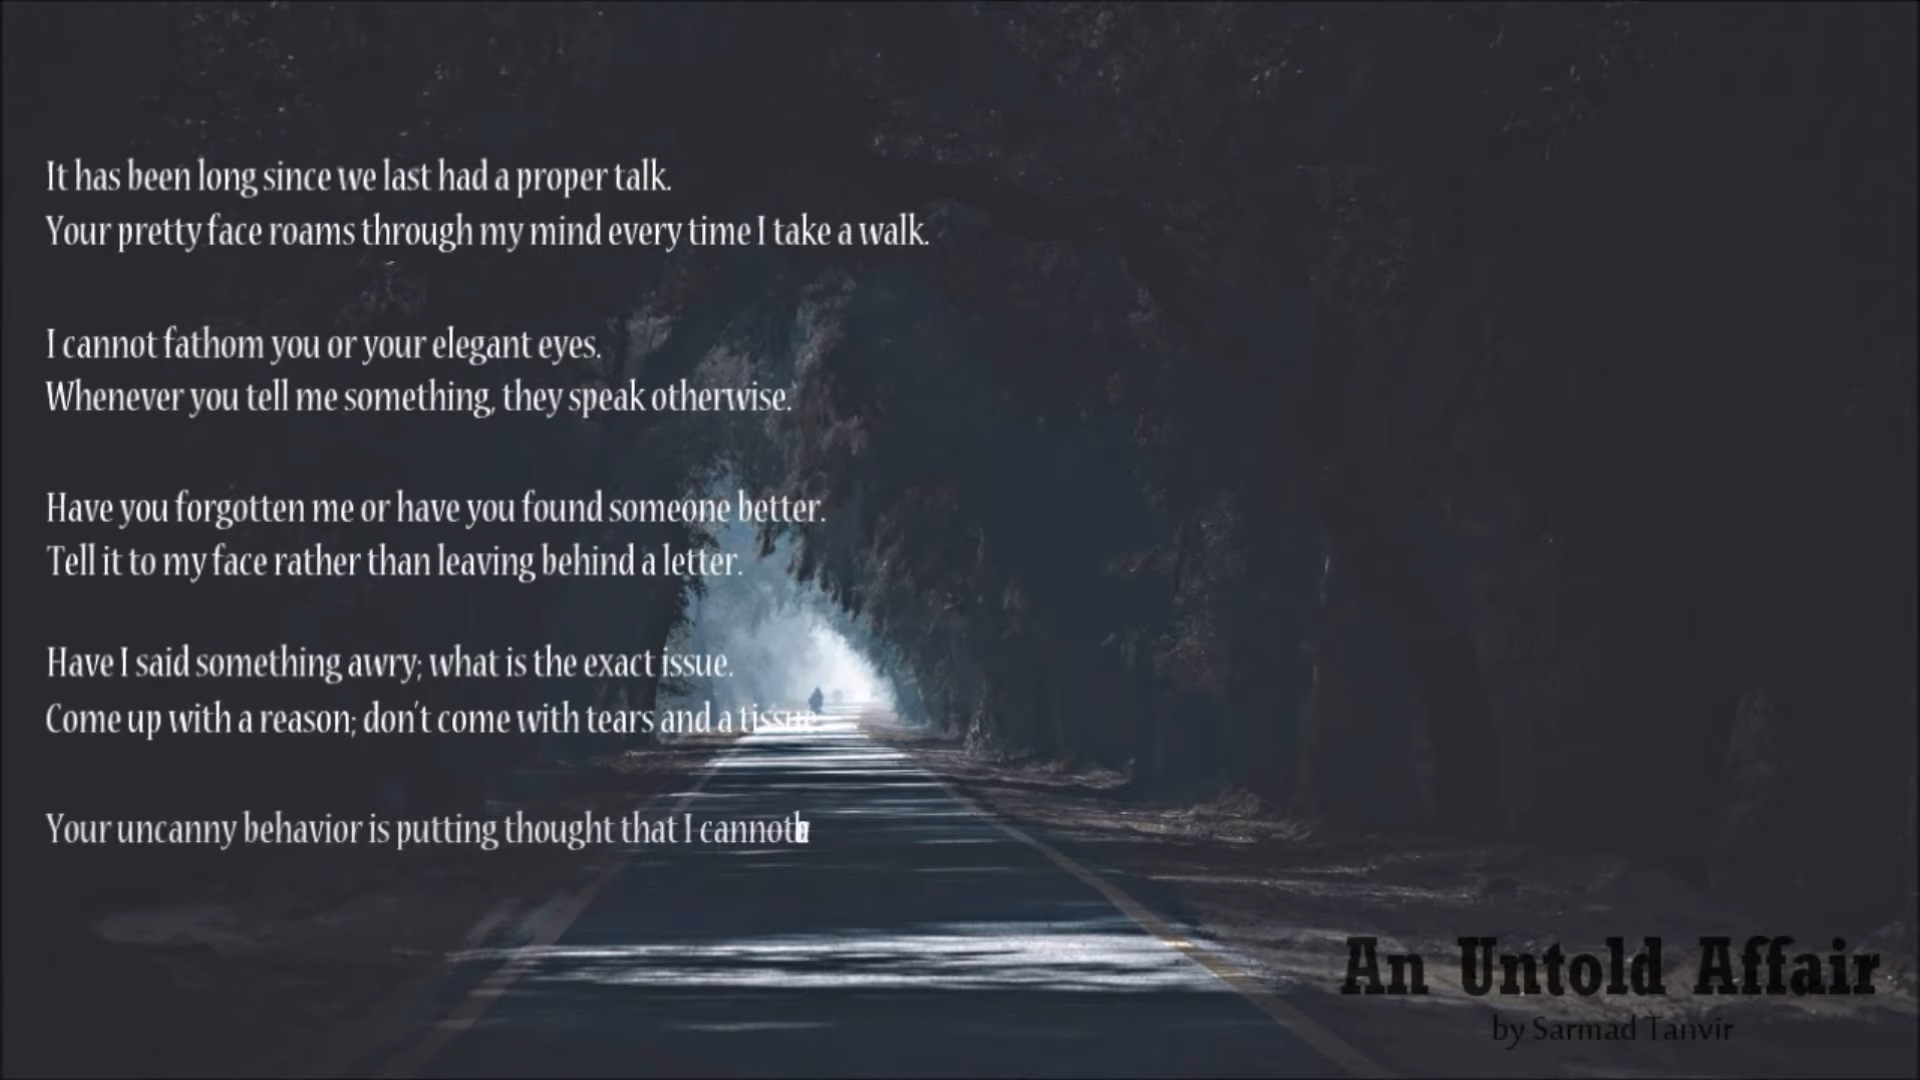 It has been long since we last had a proper talk.
Your pretty face roams through my mind every time I take a walk.
I cannot fathom you or your elegant eyes.
Whenever you tell me something, they speak otherwise.
Have you forgotten me or have you found someone better.
Tell it to my face rather than leaving behind a letter.
Have I said something awry; what is the exact issue.
Come up with a reason; don't come with tears and a tissue.
Your uncanny behavior is putting thought that I cannot
An Untold Affair
by Sarmad Tanvir